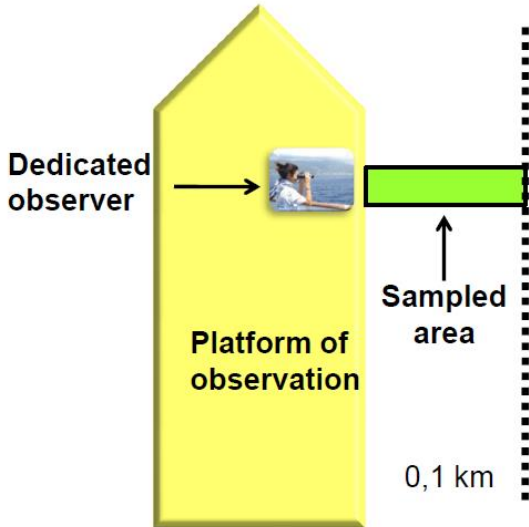 Dedicated
observer
Sampled
area
Platform of
observation
0,1 km